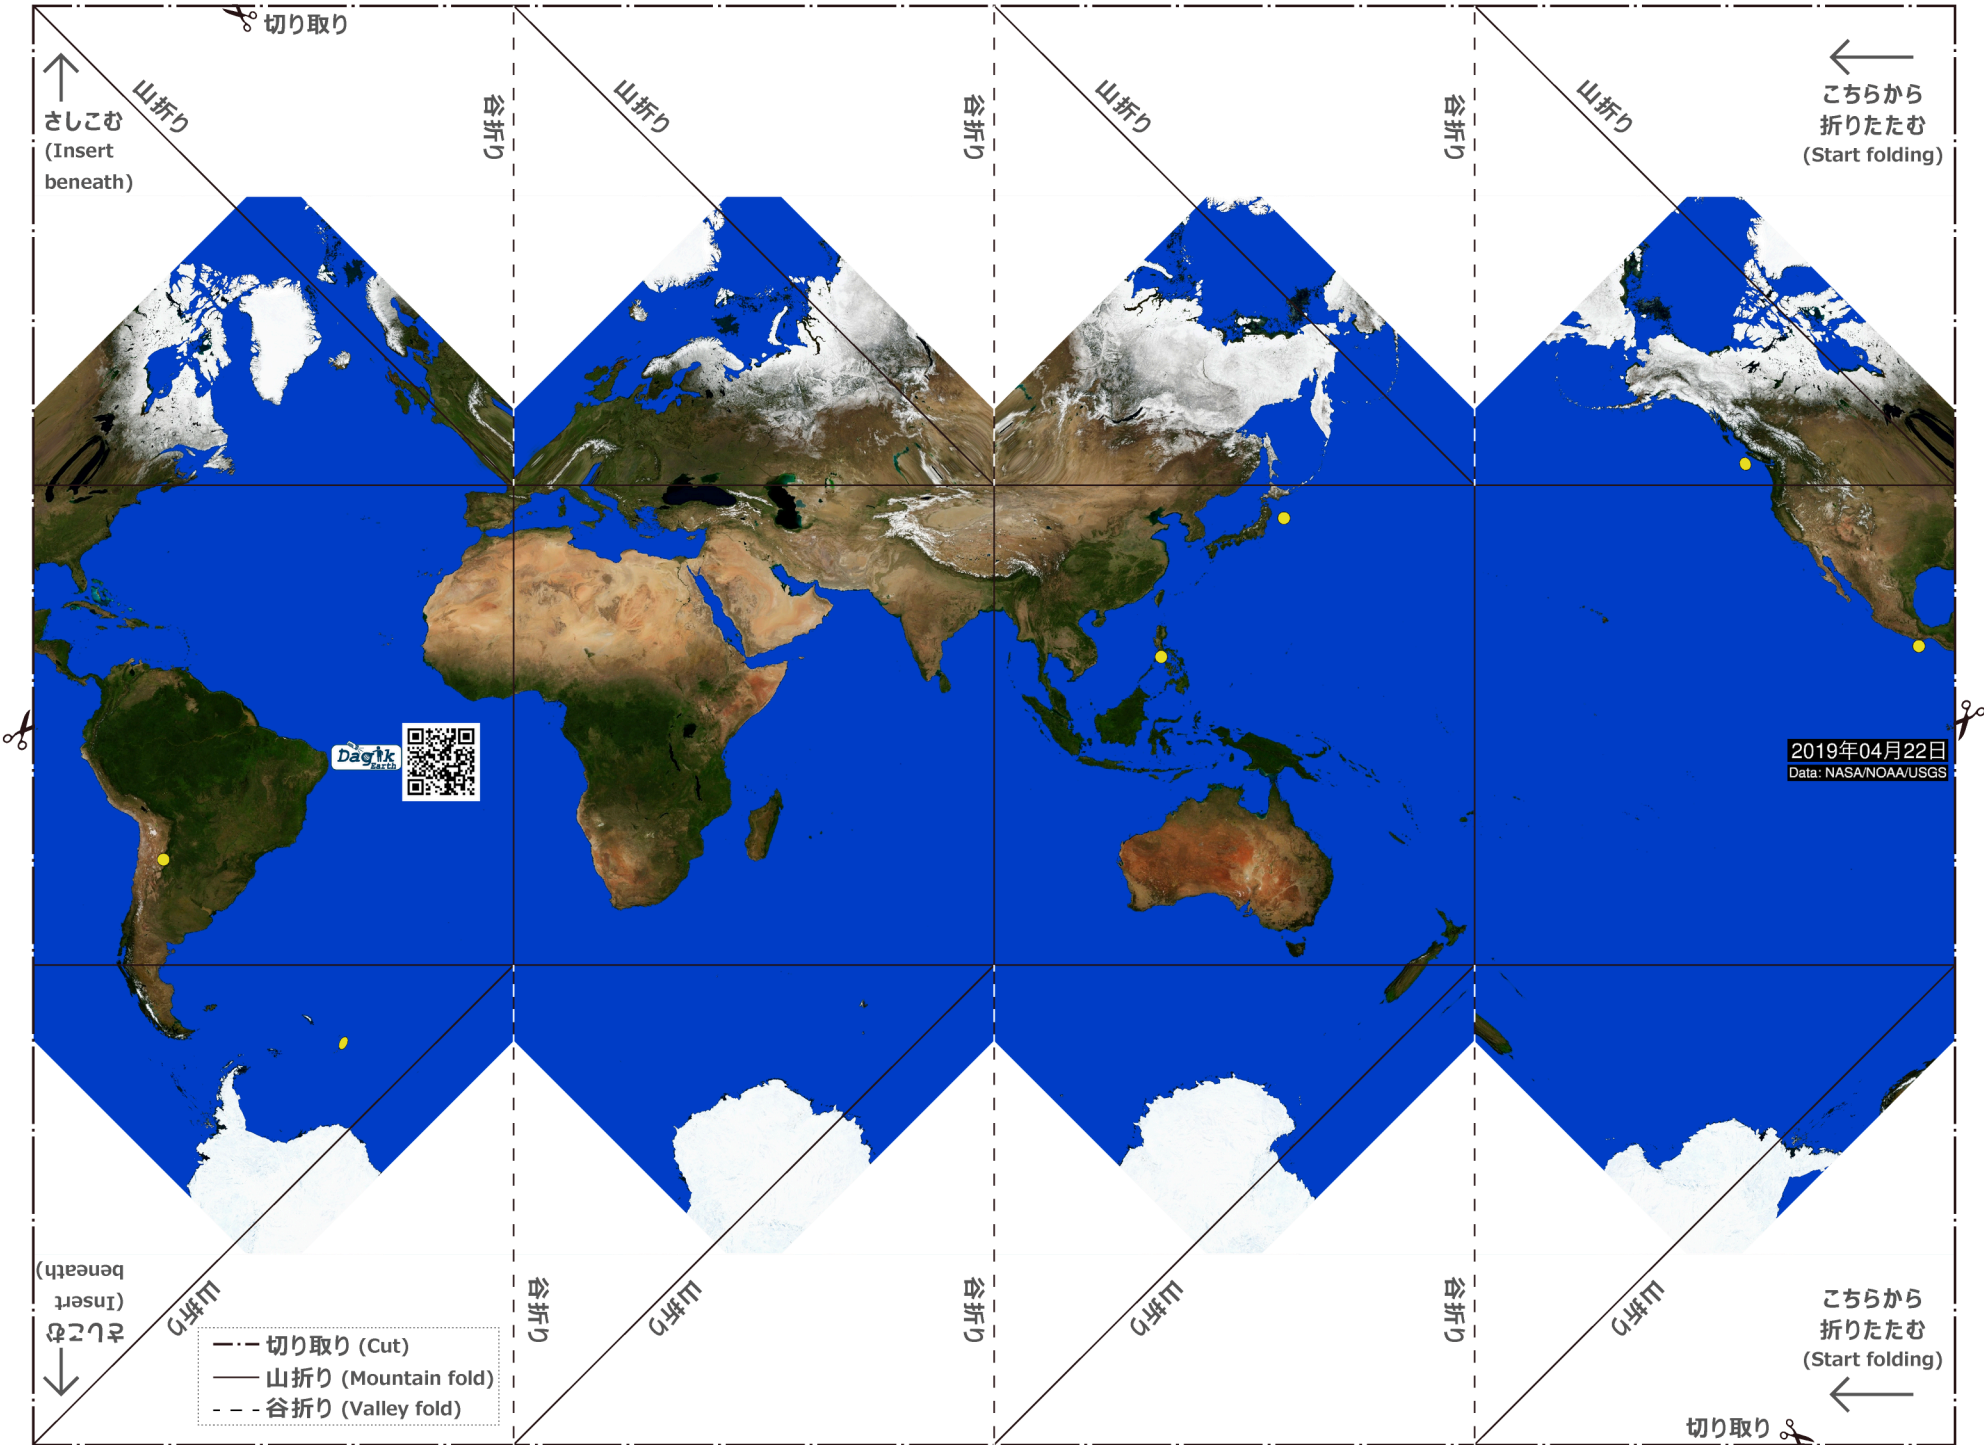 切り取り
さしこむ
(Insert
beneath)
山折り
谷折り
山折り
谷折り
山折り
谷折り
山折り
こちらから
折りたたむ
(Start folding)
Dagik
Earth
2019年04月22日
Data: NASA/NOAA/USGS
さしこむ
(Insert
beneath)
山折り
谷折り
山折り
谷折り
山折り
谷折り
山折り
こちらから
折りたたむ
(Start folding)
切り取り (Cut)
山折り (Mountain fold)
谷折り (Valley fold)
切り取り